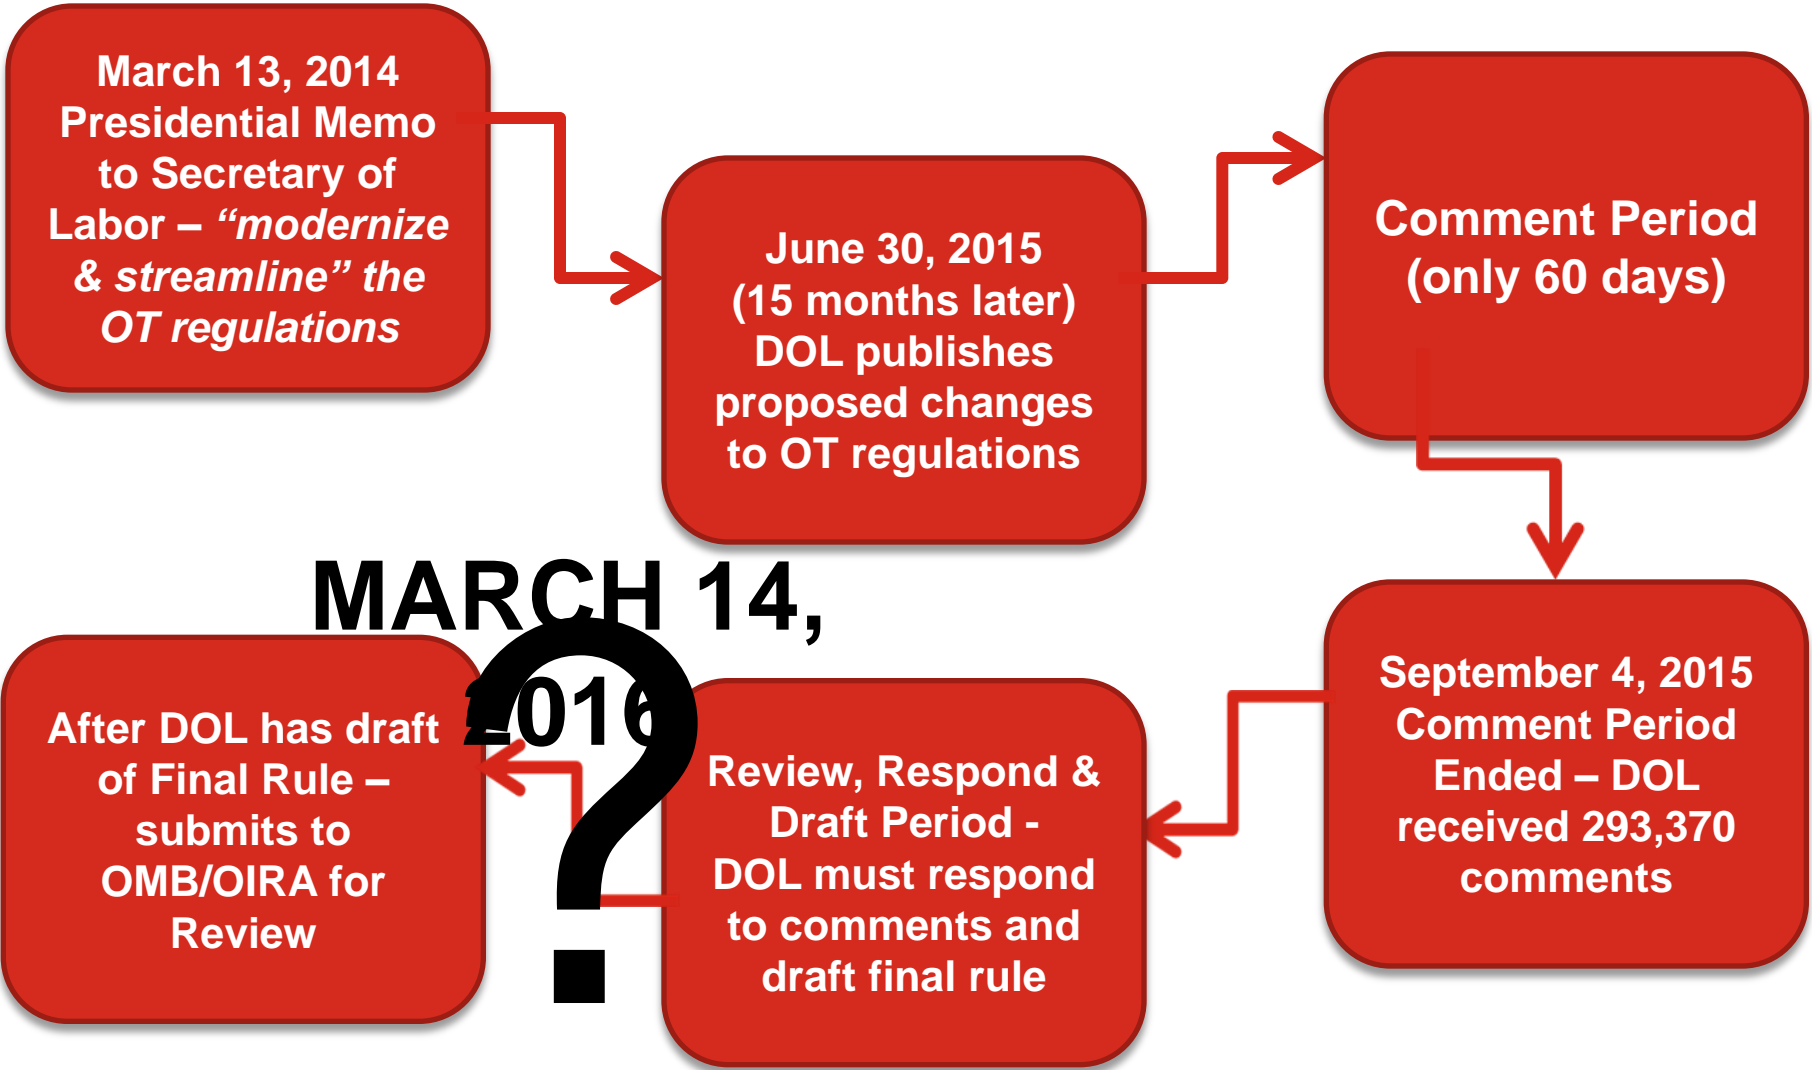 March 13, 2014
Presidential Memo
to Secretary of
Labor – “modernize
& streamline” the
OT regulations
June 30, 2015
(15 months later)
DOL publishes
proposed changes
to OT regulations
Comment Period
(only 60 days)
September 4, 2015
Comment Period
Ended – DOL
received 293,370
comments
Review, Respond &
Draft Period -
DOL must respond
to comments and
draft final rule
MARCH 14,
2016
?
After DOL has draft
of Final Rule –
submits to
OMB/OIRA for
Review